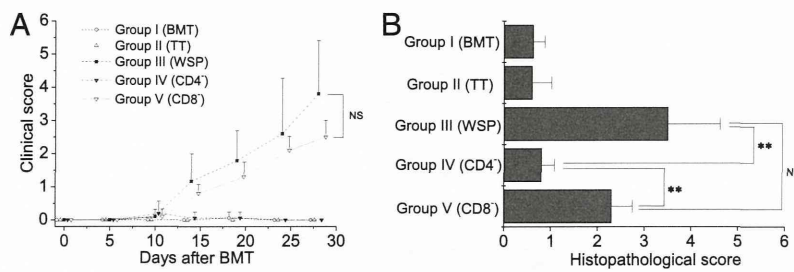 A
Clinical score
6
5
4
3
2
1
0
Group I (BMT)
Group II (TT)
Group III (WSP)
Group IV (CD4⁻)
Group V (CD8⁻)
NS
0 5 10 15 20 25 30
Days after BMT
B
Group I (BMT)
Group II (TT)
Group III (WSP)
Group IV (CD4⁻)
Group V (CD8⁻)
**
**
N
0 1 2 3 4 5 6
Histopathological score